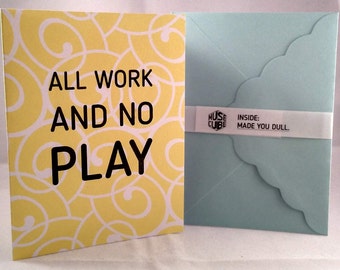 ALL WORK
AND NO
PLAY
MUSE
CUBE
INSIDE:
MADE YOU DULL.